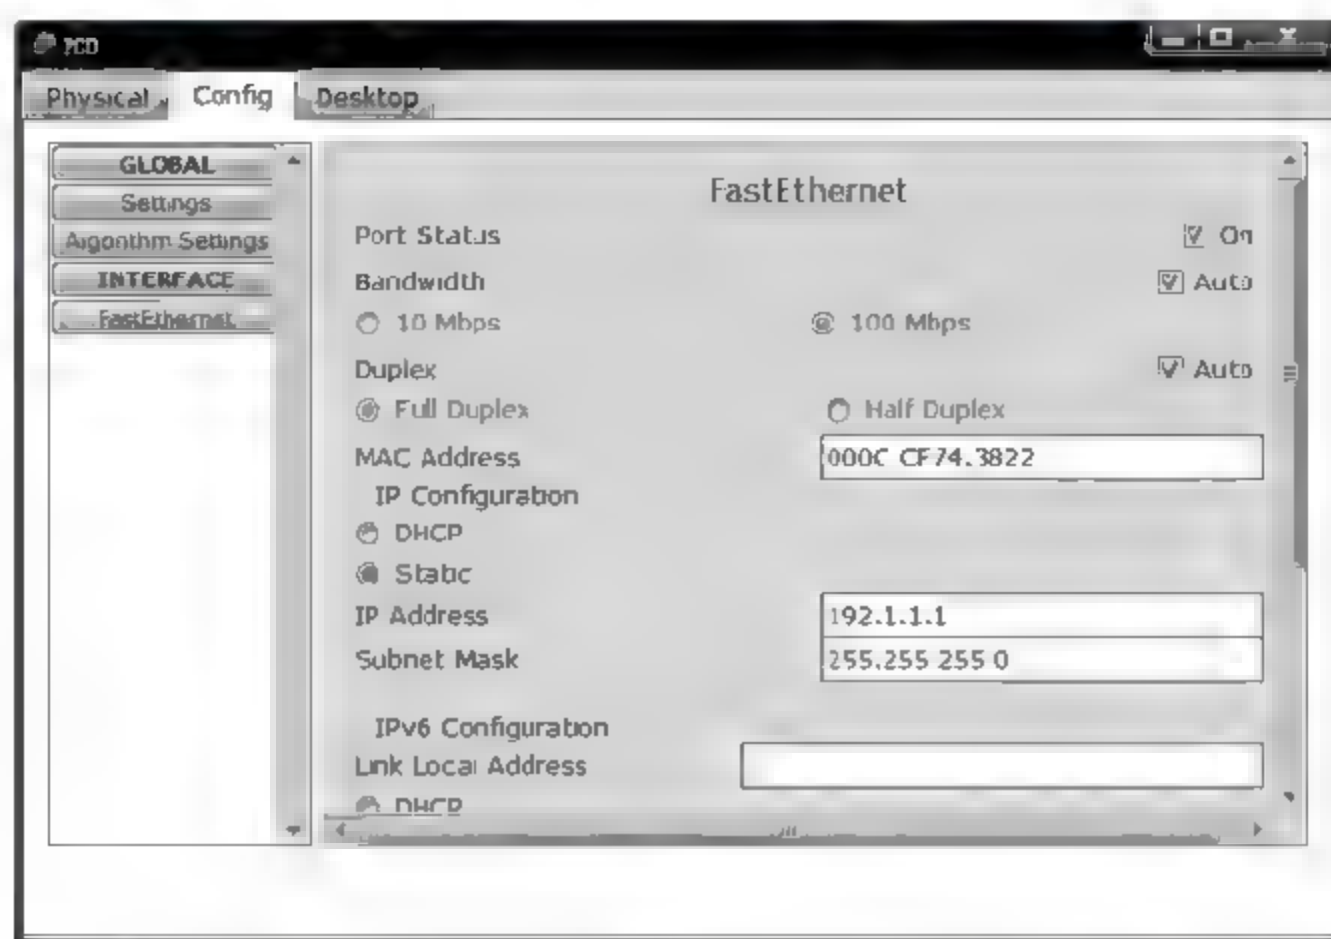 PC0
Physical Config Desktop
GLOBAL
Settings
Algorithm Settings
INTERFACE
FastEthernet
FastEthernet
Port Status On
Bandwidth Auto
10 Mbps 100 Mbps
Duplex Auto
Full Duplex Half Duplex
MAC Address 000C.CF74.3822
IP Configuration
DHCP
Static
IP Address 192.1.1.1
Subnet Mask 255.255.255.0
IPv6 Configuration
Link Local Address
DHCP